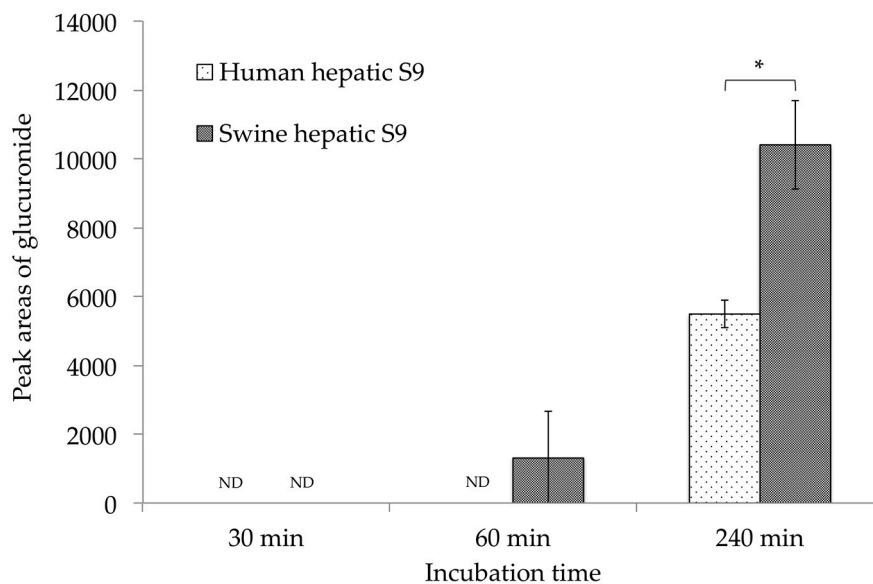 14000
12000
10000
8000
6000
4000
2000
0
Peak areas of glucuronide
Human hepatic S9
Swine hepatic S9
*
ND ND ND
30 min 60 min 240 min
Incubation time